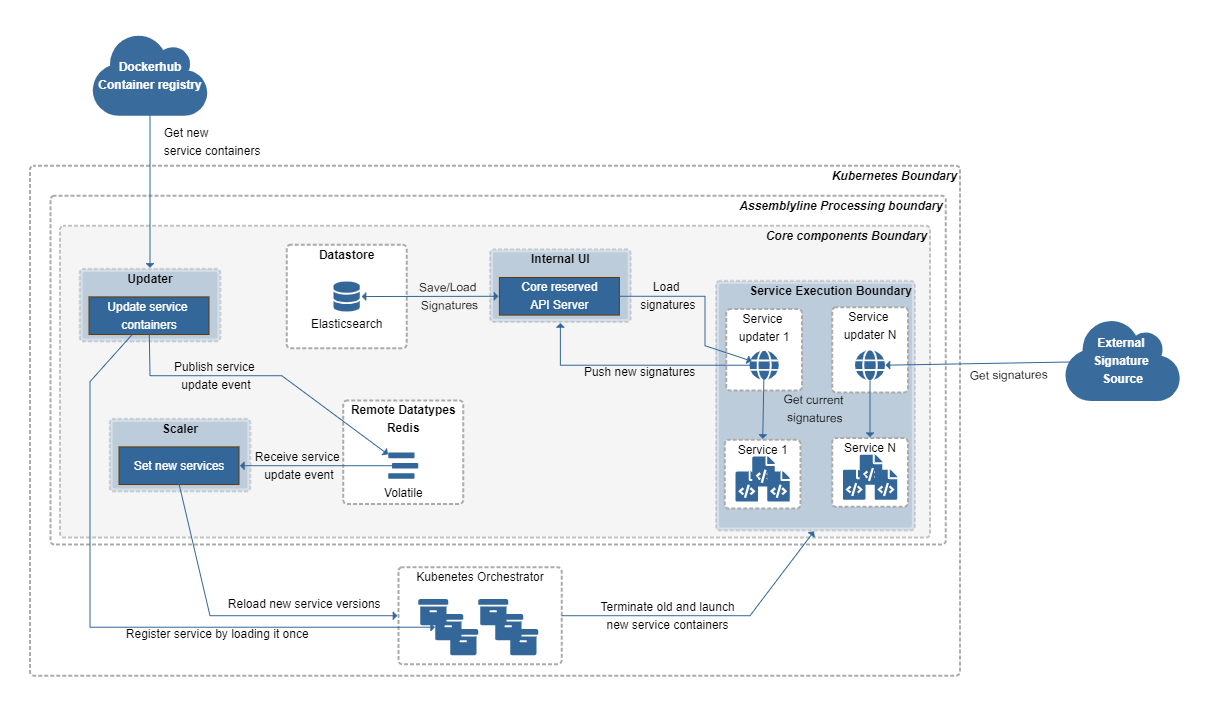 Dockerhub
Container registry
Get new
service containers
Kubernetes Boundary
Assemblyline Processing boundary
Core components Boundary
Updater
Update service
containers
Datastore
Elasticsearch
Save/Load
Signatures
Internal UI
Core reserved
API Server
Load
signatures
Service Execution Boundary
Service
updater 1
Service
updater N
External
Signature
Source
Get signatures
Push new signatures
Publish service
update event
Get current
signatures
Remote Datatypes
Redis
Volatile
Scaler
Set new services
Receive service
update event
Service 1
Service N
Kubenetes Orchestrator
Reload new service versions
Register service by loading it once
Terminate old and launch
new service containers